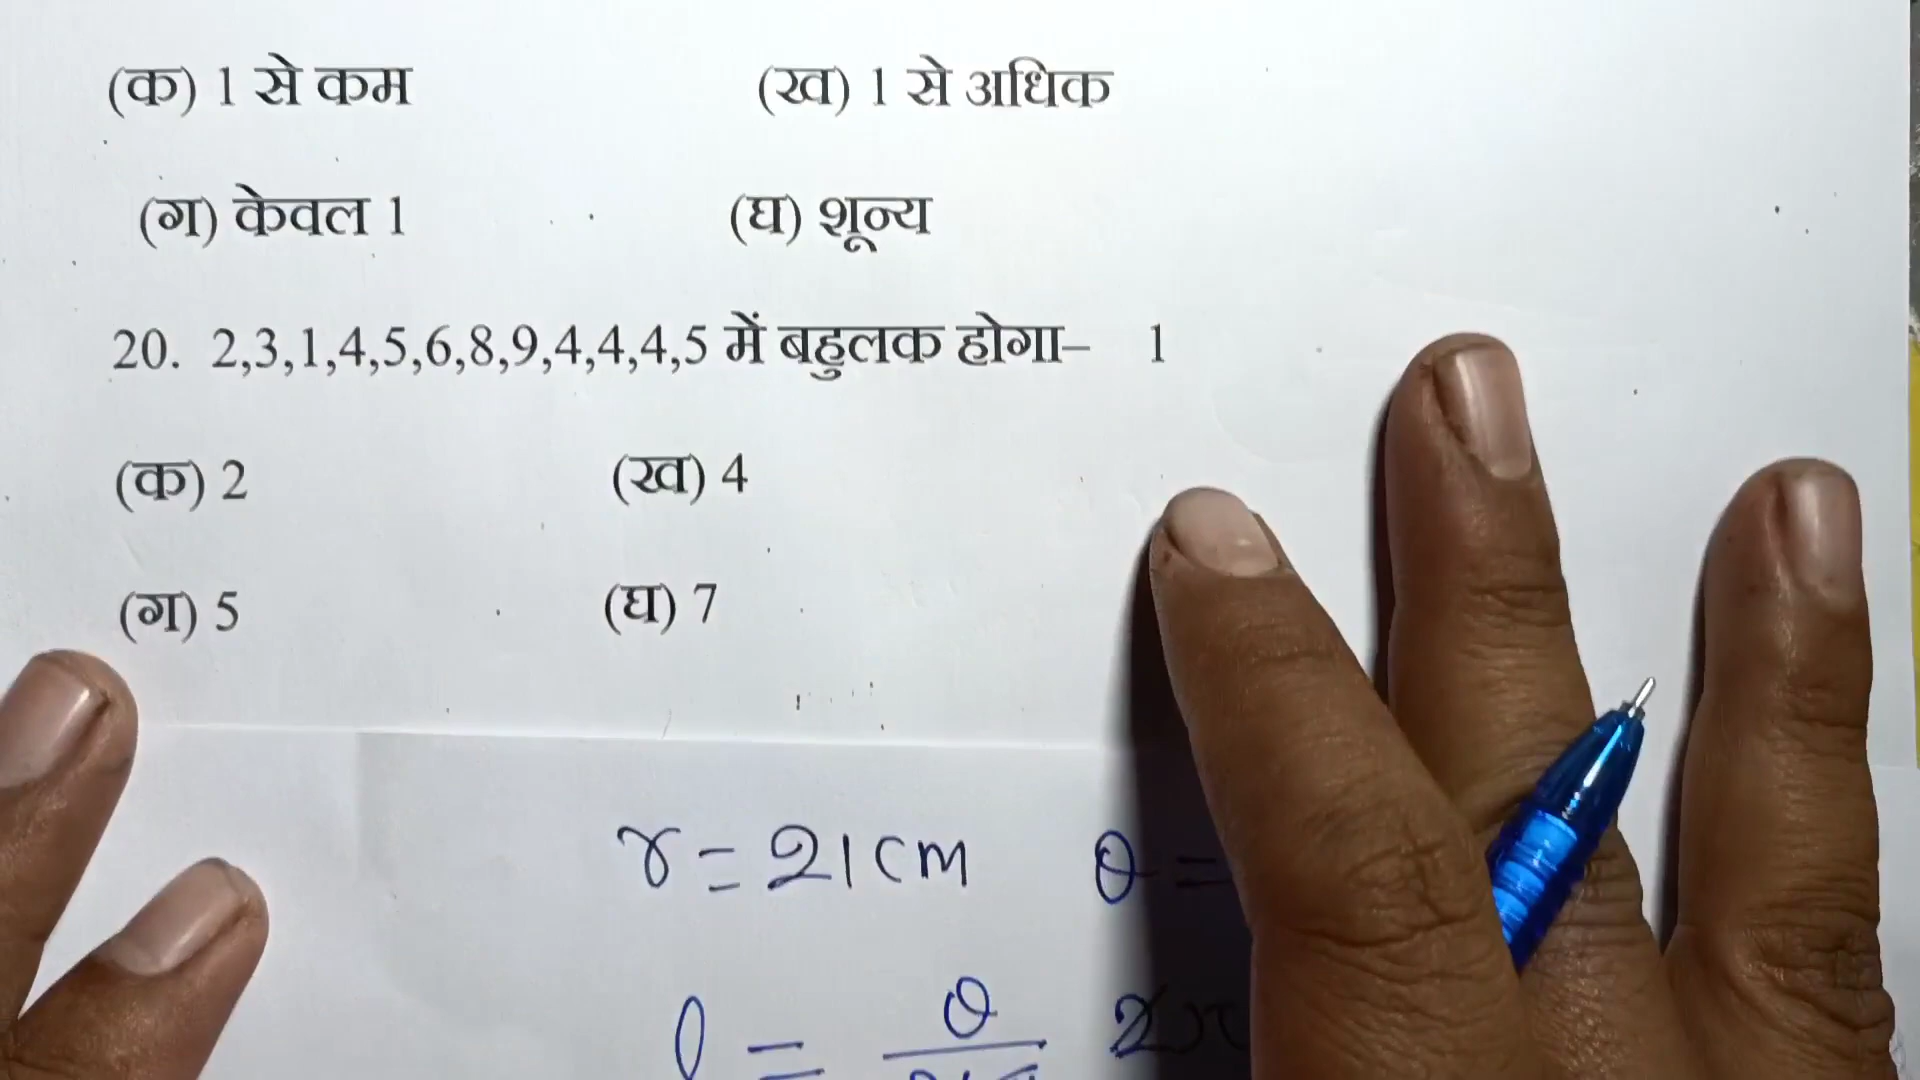 (क) 1 से कम (ख) 1 से अधिक
(ग) केवल 1 (घ) शून्य
20. 2,3,1,4,5,6,8,9,4,4,4,5 में बहुलक होगा– 1
(क) 2 (ख) 4
(ग) 5 (घ) 7
r = 21 cm θ =
l = θ